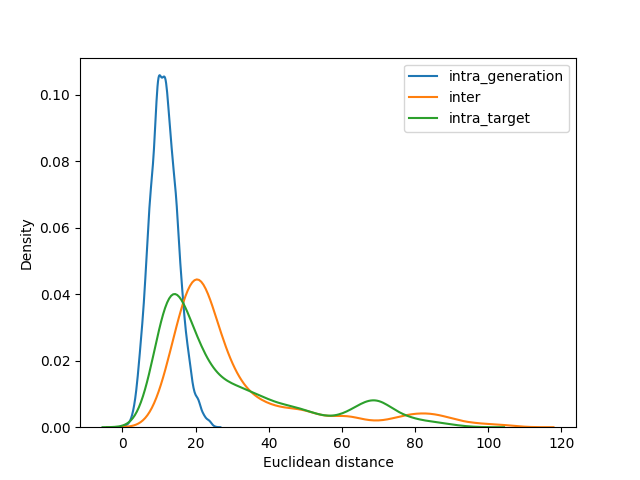 intra_generation
inter
intra_target
0.10
0.08
0.06
0.04
0.02
0.00
Density
0 20 40 60 80 100 120
Euclidean distance